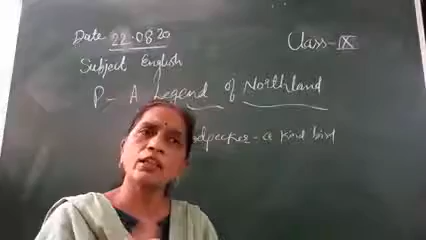 Date 22.08.20
Class-IX
Subject English
P- A Legend of Northland
dpecker - a kind bird